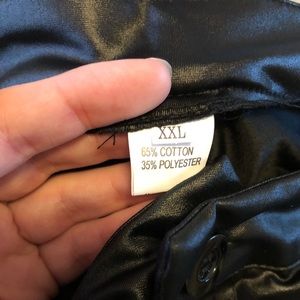 XXL
65% COTTON
35% POLYESTER